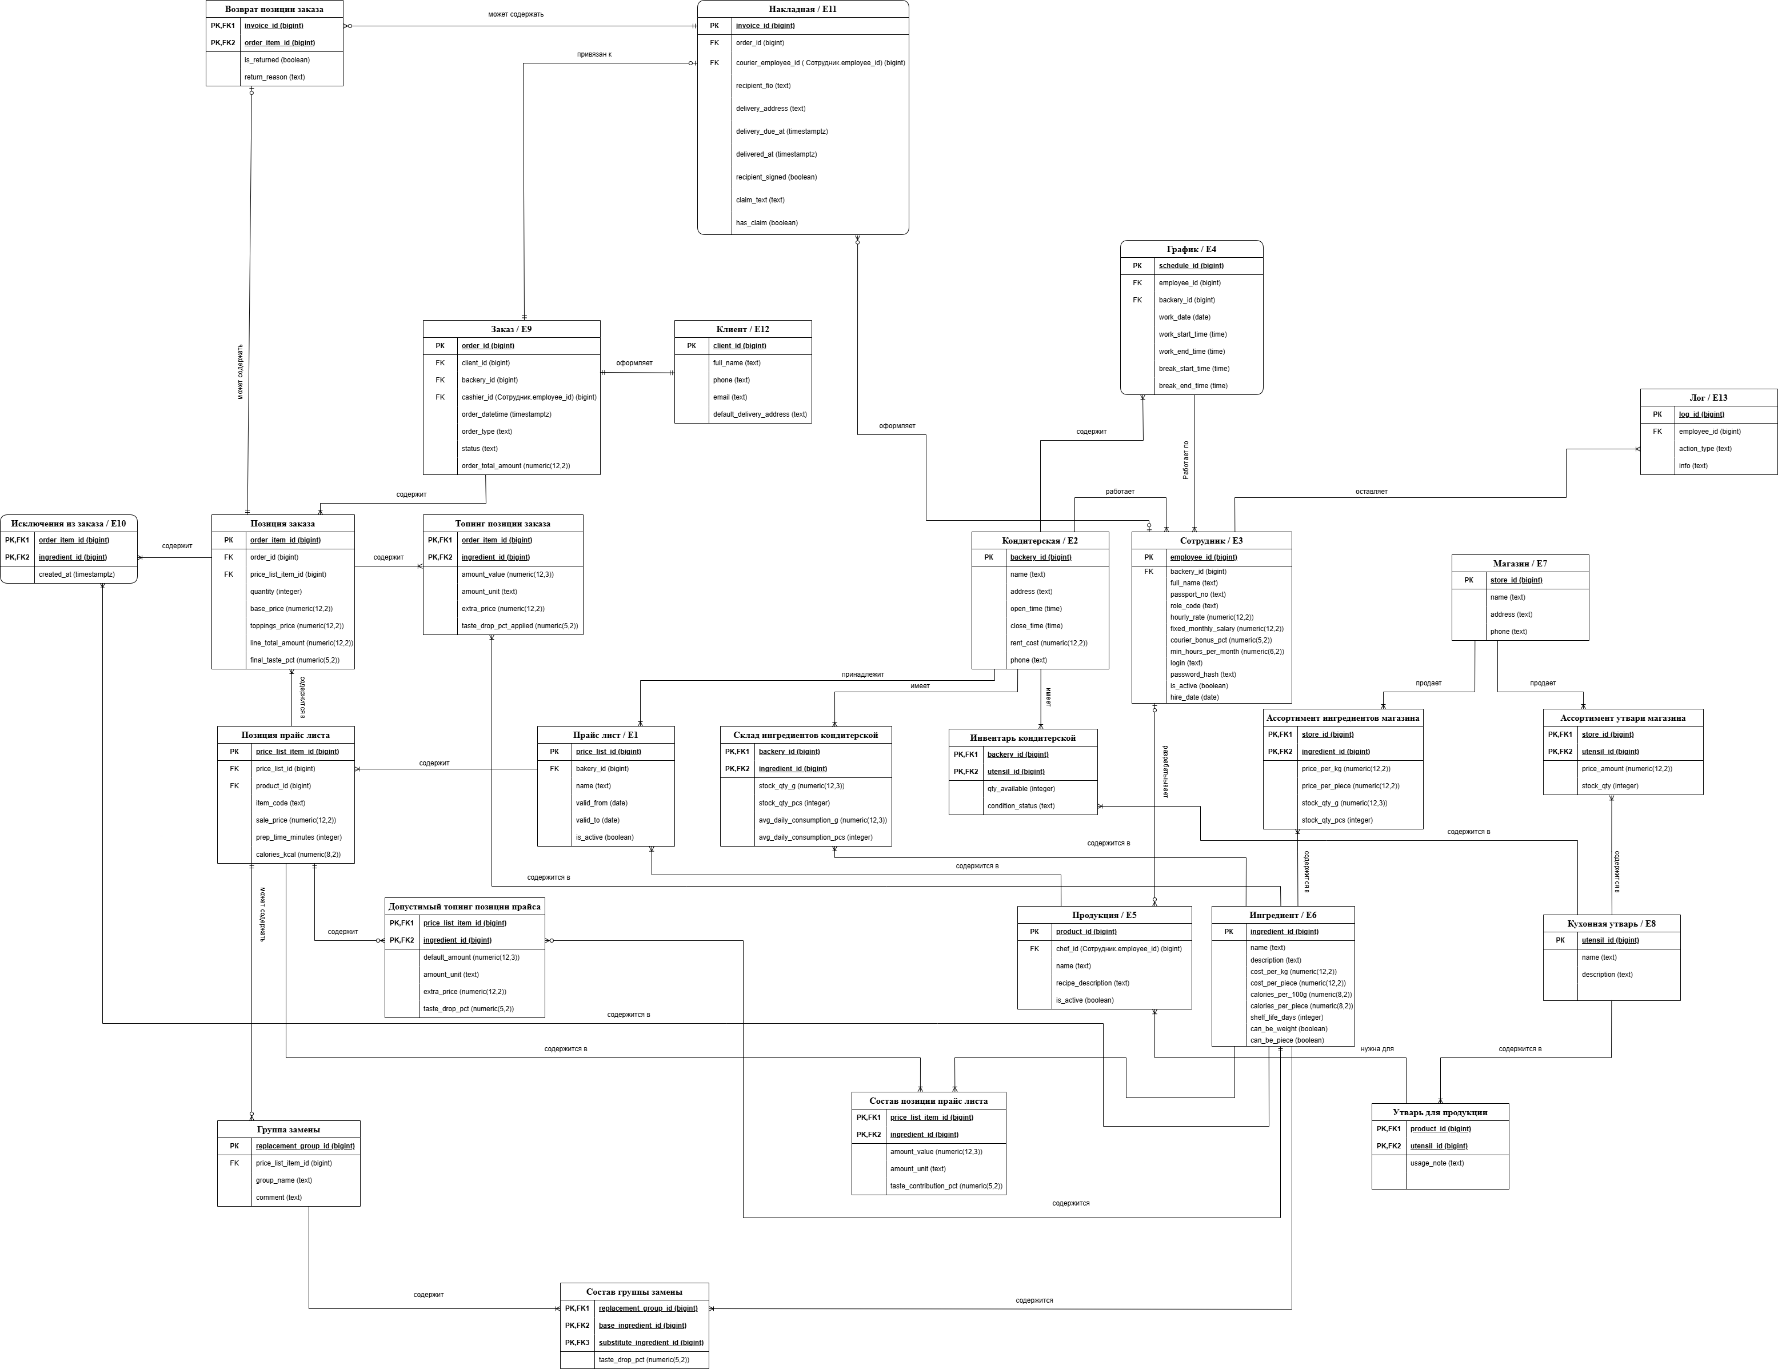 Возврат позиции заказа
PK,FK1 invoice_id (bigint)
PK,FK2 order_item_id (bigint)
is_returned (boolean)
return_reason (text)
может содержать
привязан к
Накладная / E11
PK invoice_id (bigint)
FK order_id (bigint)
FK courier_employee_id ( Сотрудник.employee_id) (bigint)
recipient_fio (text)
delivery_address (text)
delivery_due_at (timestamptz)
delivered_at (timestamptz)
recipient_signed (boolean)
claim_text (text)
has_claim (boolean)
График / E4
PK schedule_id (bigint)
FK employee_id (bigint)
FK backery_id (bigint)
work_date (date)
work_start_time (time)
work_end_time (time)
break_start_time (time)
break_end_time (time)
может содержать
Заказ / E9
PK order_id (bigint)
FK client_id (bigint)
FK backery_id (bigint)
FK cashier_id (Сотрудник.employee_id) (bigint)
order_datetime (timestamptz)
order_type (text)
status (text)
order_total_amount (numeric(12,2))
оформляет
Клиент / E12
PK client_id (bigint)
full_name (text)
phone (text)
email (text)
default_delivery_address (text)
оформляет
содержит
Работает по
Лог / E13
PK log_id (bigint)
FK employee_id (bigint)
action_type (text)
info (text)
содержит
работает
оставляет
Исключения из заказа / E10
PK,FK1 order_item_id (bigint)
PK,FK2 ingredient_id (bigint)
created_at (timestamptz)
содержит
Позиция заказа
PK order_item_id (bigint)
FK order_id (bigint)
FK price_list_item_id (bigint)
quantity (integer)
base_price (numeric(12,2))
toppings_price (numeric(12,2))
line_total_amount (numeric(12,2))
final_taste_pct (numeric(5,2))
содержит
Топинг позиции заказа
PK,FK1 order_item_id (bigint)
PK,FK2 ingredient_id (bigint)
amount_value (numeric(12,3))
amount_unit (text)
extra_price (numeric(12,2))
taste_drop_pct_applied (numeric(5,2))
Кондитерская / E2
PK backery_id (bigint)
name (text)
address (text)
open_time (time)
close_time (time)
rent_cost (numeric(12,2))
phone (text)
Сотрудник / E3
PK employee_id (bigint)
FK backery_id (bigint)
full_name (text)
passport_no (text)
role_code (text)
hourly_rate (numeric(12,2))
fixed_monthly_salary (numeric(12,2))
courier_bonus_pct (numeric(5,2))
min_hours_per_month (numeric(6,2))
login (text)
password_hash (text)
is_active (boolean)
hire_date (date)
Магазин / E7
PK store_id (bigint)
name (text)
address (text)
phone (text)
содержится в
принадлежит
имеет
имеет
продает
продает
Позиция прайс листа
PK price_list_item_id (bigint)
FK price_list_id (bigint)
FK product_id (bigint)
item_code (text)
sale_price (numeric(12,2))
prep_time_minutes (integer)
calories_kcal (numeric(8,2))
содержит
Прайс лист / E1
PK price_list_id (bigint)
FK bakery_id (bigint)
name (text)
valid_from (date)
valid_to (date)
is_active (boolean)
Склад ингредиентов кондитерской
PK,FK1 backery_id (bigint)
PK,FK2 ingredient_id (bigint)
stock_qty_g (numeric(12,3))
stock_qty_pcs (integer)
avg_daily_consumption_g (numeric(12,3))
avg_daily_consumption_pcs (integer)
Инвентарь кондитерской
PK,FK1 backery_id (bigint)
PK,FK2 utensil_id (bigint)
qty_available (integer)
condition_status (text)
разрабатывает
Ассортимент ингредиентов магазина
PK,FK1 store_id (bigint)
PK,FK2 ingredient_id (bigint)
price_per_kg (numeric(12,2))
price_per_piece (numeric(12,2))
stock_qty_g (numeric(12,3))
stock_qty_pcs (integer)
Ассортимент утвари магазина
PK,FK1 store_id (bigint)
PK,FK2 utensil_id (bigint)
price_amount (numeric(12,2))
stock_qty (integer)
содержится в
содержится в
содержится в
содержится в
содержится в
содержится в
может содержать
содержит
Допустимый топинг позиции прайса
PK,FK1 price_list_item_id (bigint)
PK,FK2 ingredient_id (bigint)
default_amount (numeric(12,3))
amount_unit (text)
extra_price (numeric(12,2))
taste_drop_pct (numeric(5,2))
Продукция / E5
PK product_id (bigint)
FK chef_id (Сотрудник.employee_id) (bigint)
name (text)
recipe_description (text)
is_active (boolean)
Ингредиент / E6
PK ingredient_id (bigint)
name (text)
description (text)
cost_per_kg (numeric(12,2))
cost_per_piece (numeric(12,2))
calories_per_100g (numeric(8,2))
calories_per_piece (numeric(8,2))
shelf_life_days (integer)
can_be_weight (boolean)
can_be_piece (boolean)
Кухонная утварь / E8
PK utensil_id (bigint)
name (text)
description (text)
содержится в
содержится в
нужна для
содержится в
Состав позиции прайс листа
PK,FK1 price_list_item_id (bigint)
PK,FK2 ingredient_id (bigint)
amount_value (numeric(12,3))
amount_unit (text)
taste_contribution_pct (numeric(5,2))
Утварь для продукции
PK,FK1 product_id (bigint)
PK,FK2 utensil_id (bigint)
usage_note (text)
Группа замены
PK replacement_group_id (bigint)
FK price_list_item_id (bigint)
group_name (text)
comment (text)
содержится
содержит
содержится
Состав группы замены
PK,FK1 replacement_group_id (bigint)
PK,FK2 base_ingredient_id (bigint)
PK,FK3 substitute_ingredient_id (bigint)
taste_drop_pct (numeric(5,2))